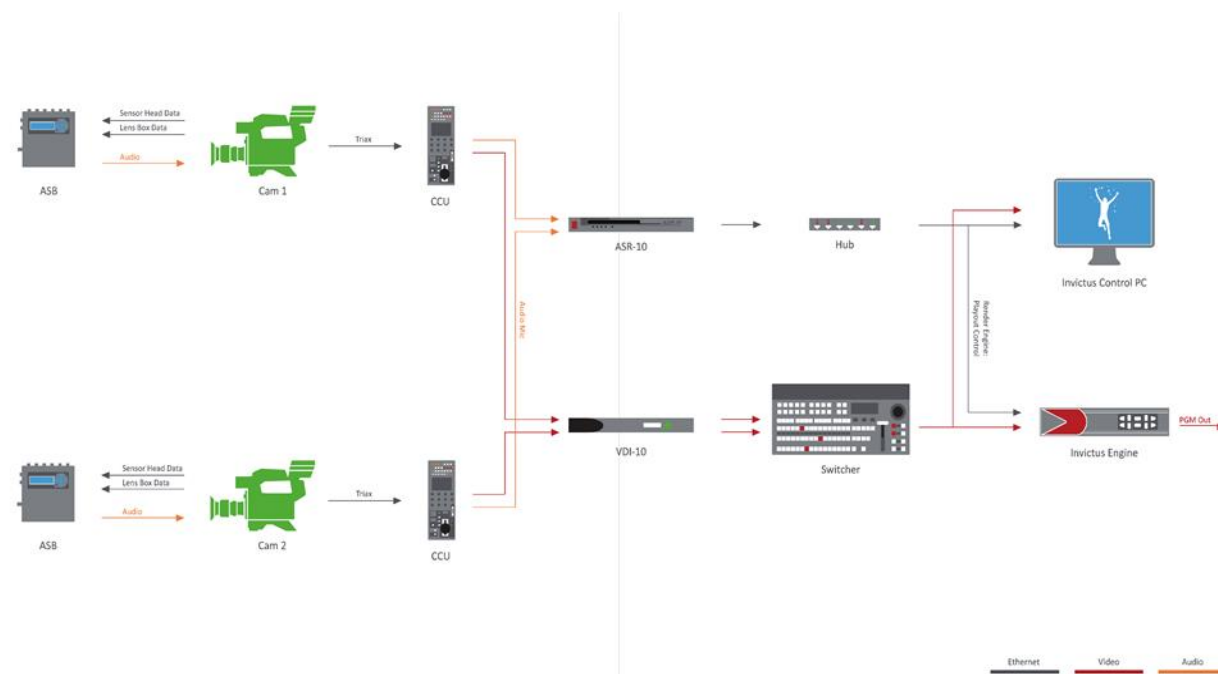 Sensor Head Data
Lens Box Data
Audio
ASB
Cam 1
Triax
CCU
ASR-10
Hub
Invictus Control PC
Audio Mic
Render Engine:
Playout Control
VDI-10
Switcher
Invictus Engine
PGM Out
Sensor Head Data
Lens Box Data
Audio
ASB
Cam 2
Triax
CCU
Ethernet
Video
Audio